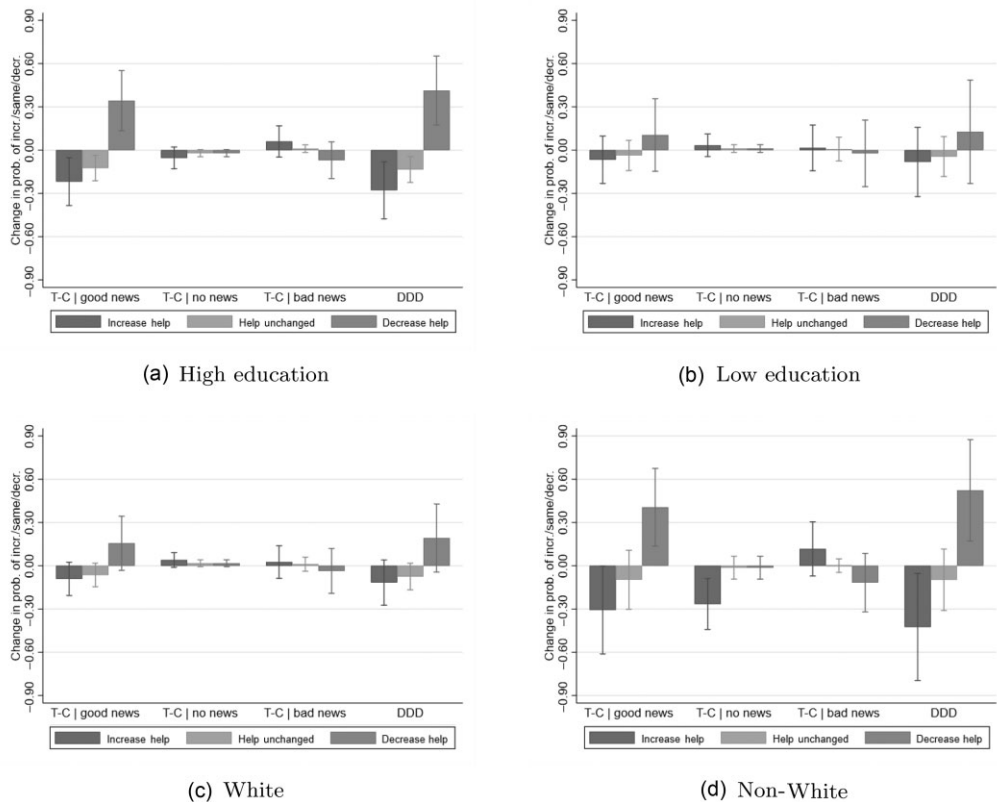 Change in prob. of incr./same/decr.
0.90
0.60
0.30
0.00
−0.30
−0.60
−0.90
T-C | good news T-C | no news T-C | bad news DDD
Increase help Help unchanged Decrease help
(a) High education
Change in prob. of incr./same/decr.
0.90
0.60
0.30
0.00
−0.30
−0.60
−0.90
T-C | good news T-C | no news T-C | bad news DDD
Increase help Help unchanged Decrease help
(b) Low education
Change in prob. of incr./same/decr.
0.90
0.60
0.30
0.00
−0.30
−0.60
−0.90
T-C | good news T-C | no news T-C | bad news DDD
Increase help Help unchanged Decrease help
(c) White
Change in prob. of incr./same/decr.
0.90
0.60
0.30
0.00
−0.30
−0.60
−0.90
T-C | good news T-C | no news T-C | bad news DDD
Increase help Help unchanged Decrease help
(d) Non-White